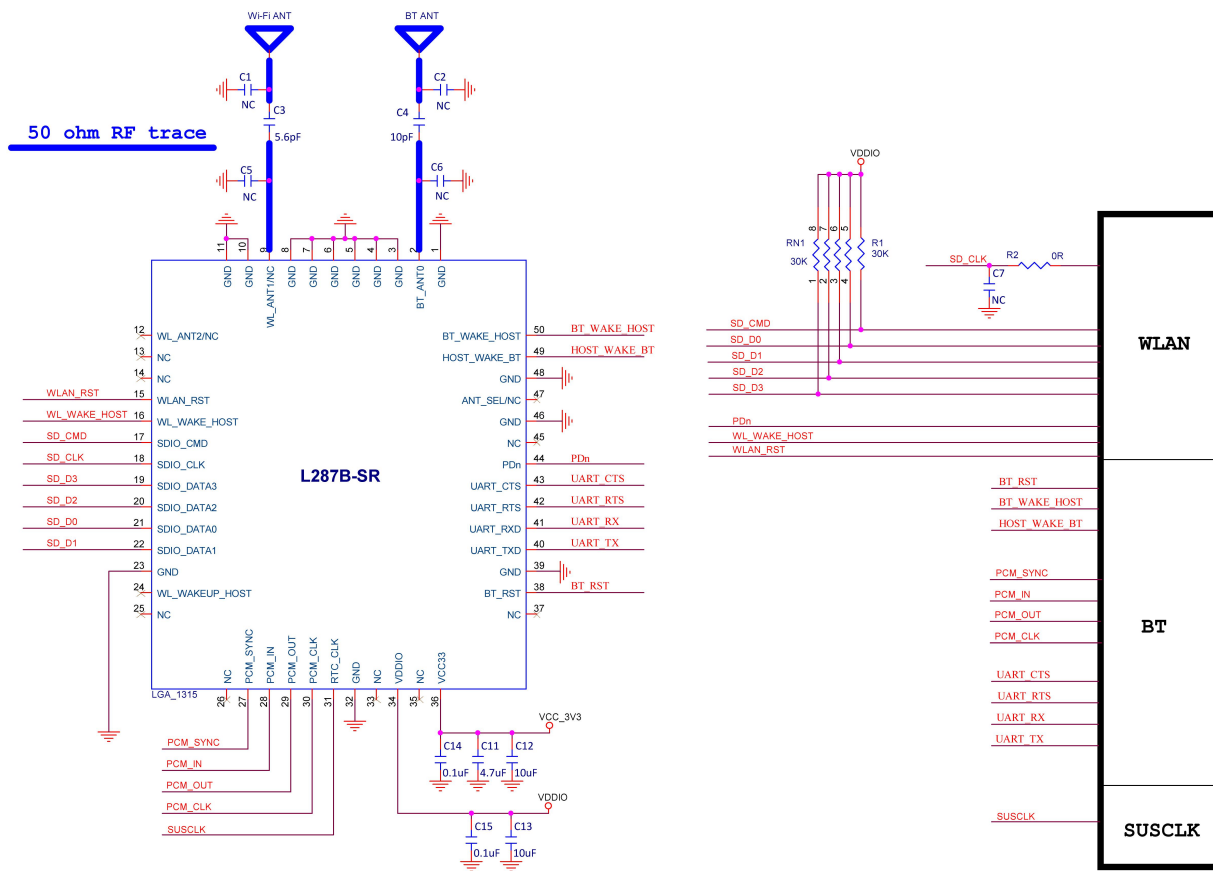 Wi-Fi ANT
BT ANT
C1
NC
C2
NC
C3
5.6pF
C4
10pF
50 ohm RF trace
C5
NC
C6
NC
11
10
9
8
7
6
5
4
3
2
1
GND
GND
WL_ANT1/NC
GND
GND
GND
GND
GND
GND
BT_ANT0
GND
12
WL_ANT2/NC
13
NC
14
NC
WLAN_RST
15
WLAN_RST
WL_WAKE_HOST
16
WL_WAKE_HOST
SD_CMD
17
SDIO_CMD
SD_CLK
18
SDIO_CLK
SD_D3
19
SDIO_DATA3
SD_D2
20
SDIO_DATA2
SD_D0
21
SDIO_DATA0
SD_D1
22
SDIO_DATA1
23
GND
24
WL_WAKEUP_HOST
25
NC
L287B-SR
BT_WAKE_HOST
50
BT_WAKE_HOST
HOST_WAKE_BT
49
HOST_WAKE_BT
GND
48
ANT_SEL/NC
47
GND
46
NC
45
PDn
44
PDn
UART_CTS
43
UART_CTS
UART_RTS
42
UART_RTS
UART_RXD
41
UART_RX
UART_TXD
40
UART_TX
GND
39
BT_RST
38
BT_RST
NC
37
NC
PCM_SYNC
PCM_IN
PCM_OUT
PCM_CLK
RTC_CLK
GND
NC
VDDIO
NC
VCC33
LGA_1315
26
27
28
29
30
31
32
33
34
35
36
PCM_SYNC
PCM_IN
PCM_OUT
PCM_CLK
SUSCLK
VCC_3V3
C14
0.1uF
C11
4.7uF
C12
10uF
VDDIO
C15
0.1uF
C13
10uF
VDDIO
8
7
6
5
RN1
30K
R1
30K
1
2
3
4
SD_CLK
R2
0R
C7
NC
SD_CMD
SD_D0
SD_D1
SD_D2
SD_D3
PDn
WL_WAKE_HOST
WLAN_RST
WLAN
BT_RST
BT_WAKE_HOST
HOST_WAKE_BT
PCM_SYNC
PCM_IN
PCM_OUT
PCM_CLK
BT
UART_CTS
UART_RTS
UART_RX
UART_TX
SUSCLK
SUSCLK